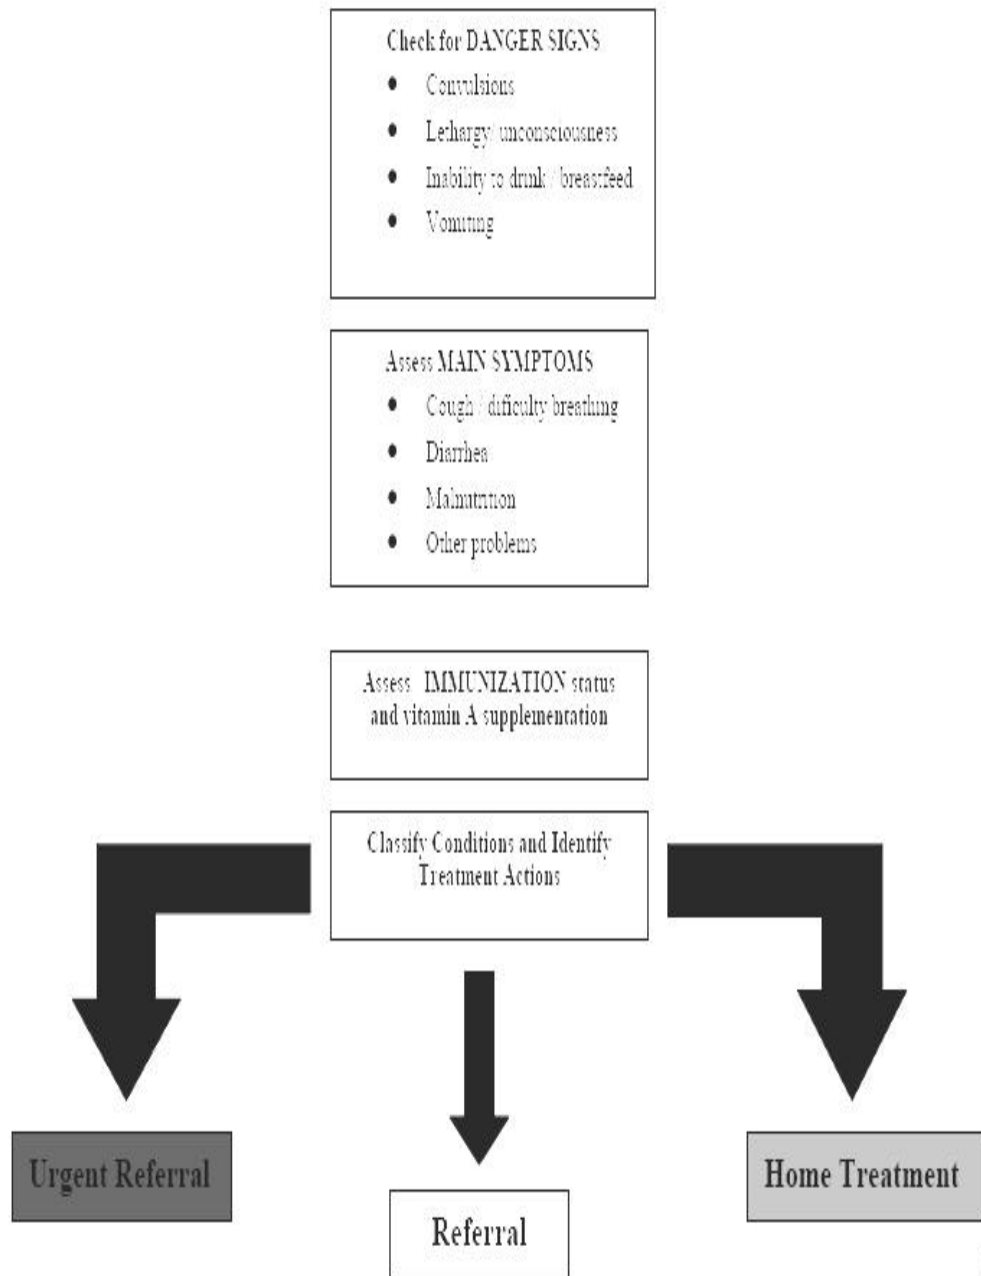 Check for DANGER SIGNS
● Convulsions
● Lethargy/ unconsciousness
● Inability to drink / breastfeed
● Vomiting
Assess MAIN SYMPTOMS
● Cough / dificulty breathing
● Diarrhea
● Malnutrition
● Other problems
Assess IMMUNIZATION status
and vitamin A supplementation
Classify Conditions and Identify
Treatment Actions
Urgent Referral
Home Treatment
Referral